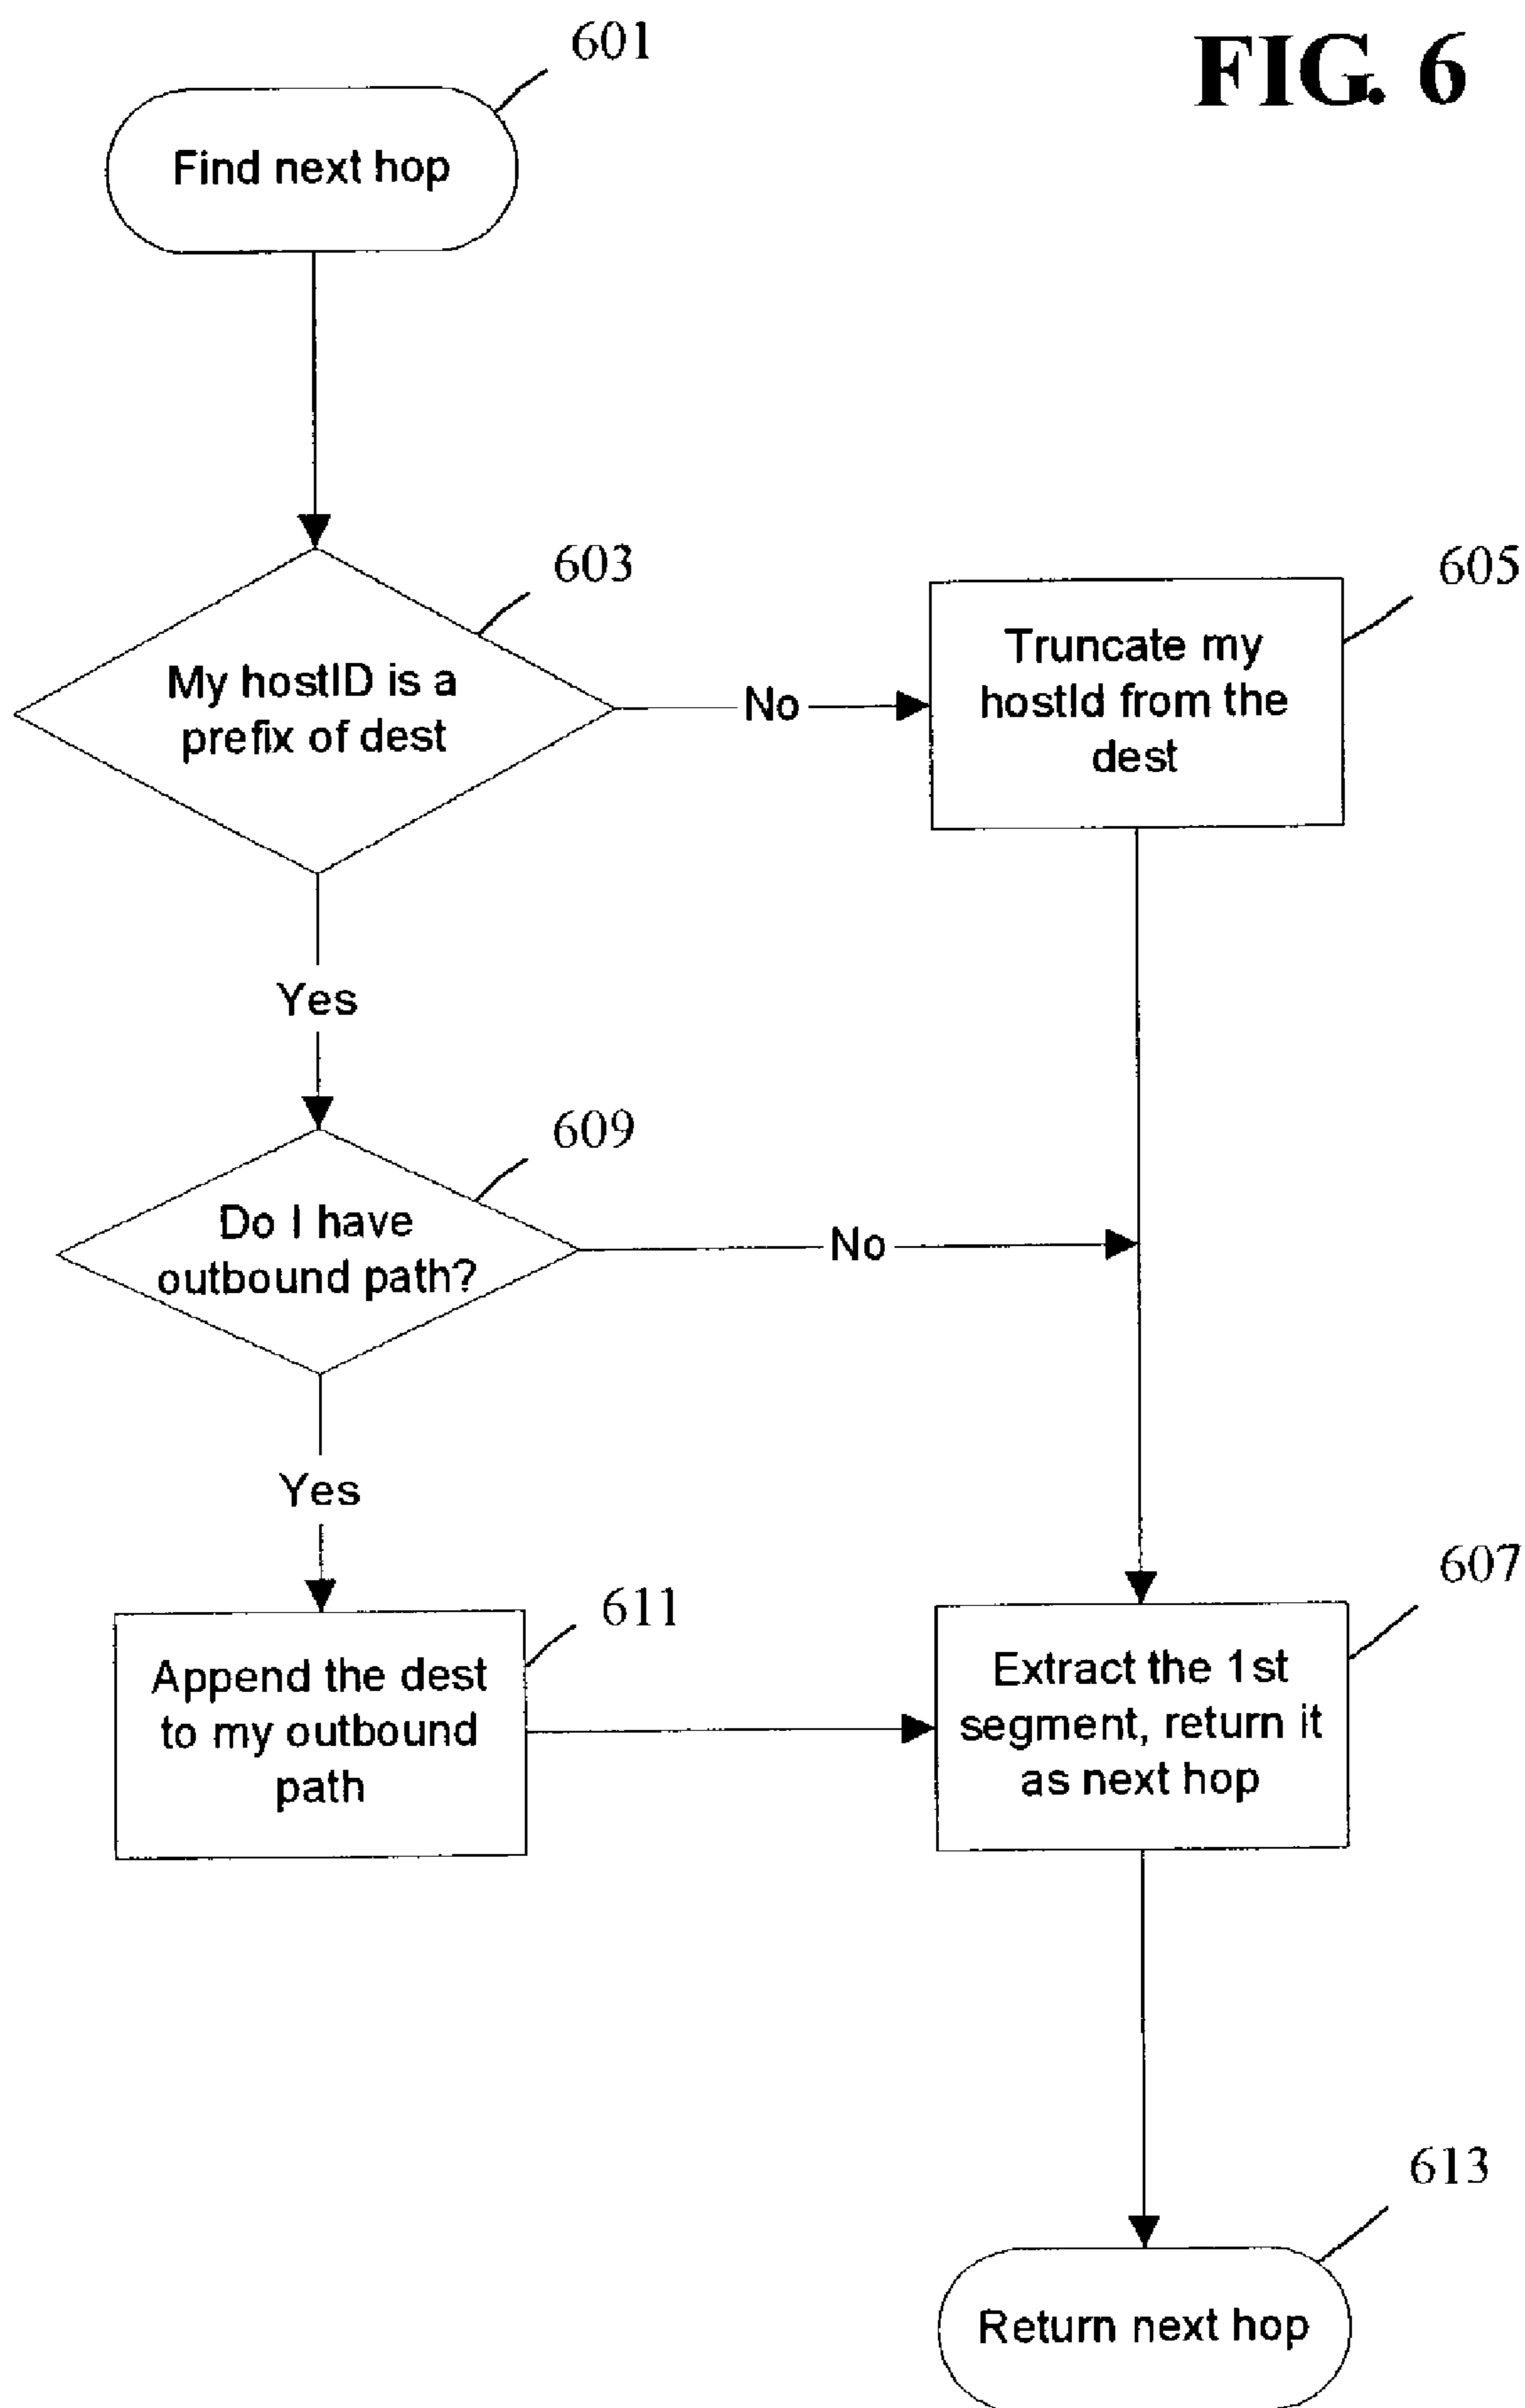 FIG. 6
601
Find next hop
603
My hostID is a
prefix of dest
No
605
Truncate my
hostId from the
dest
Yes
609
Do I have
outbound path?
No
Yes
611
Append the dest
to my outbound
path
607
Extract the 1st
segment, return it
as next hop
613
Return next hop